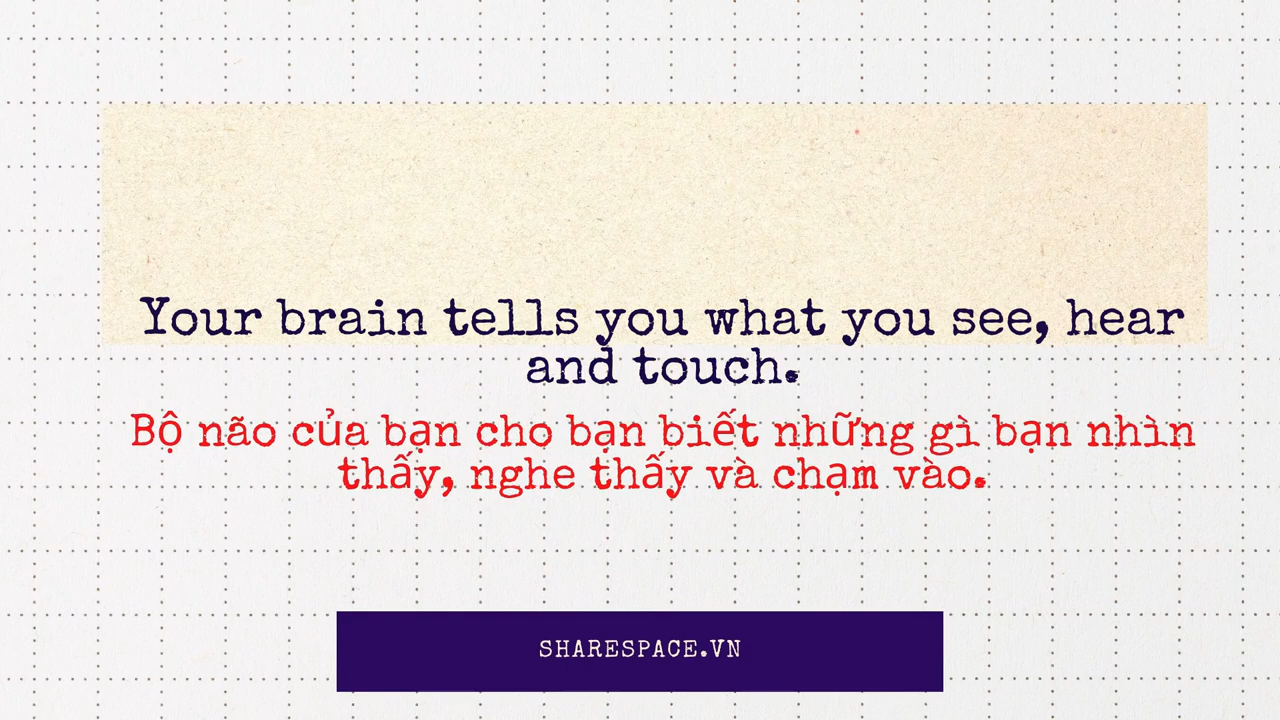 Your brain tells you what you see, hear
and touch.
Bộ não của bạn cho bạn biết những gì bạn nhìn
thấy, nghe thấy và chạm vào.
SHARESPACE.VN